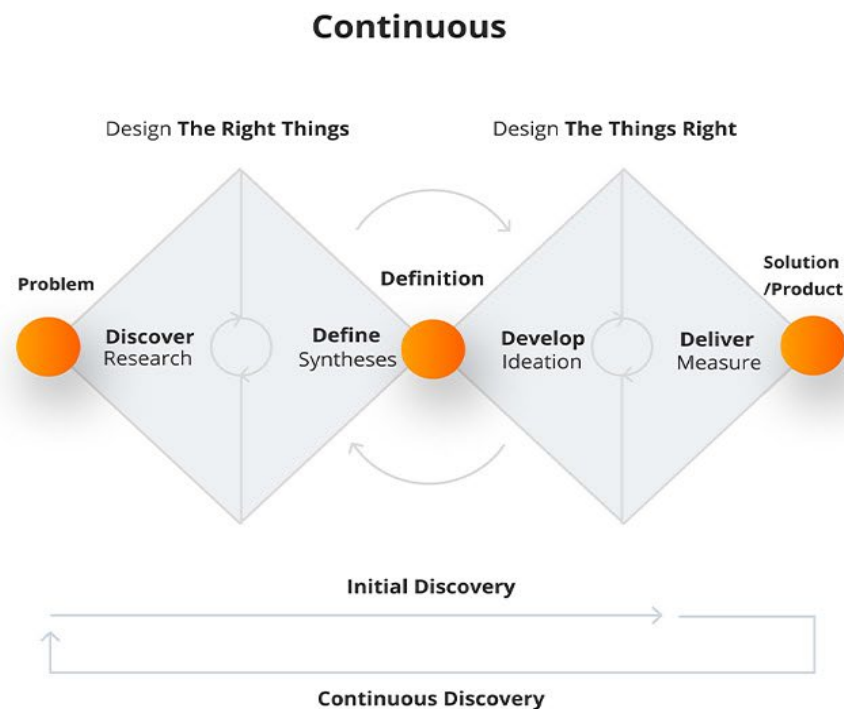 Continuous
Design The Right Things
Design The Things Right
Problem
Definition
Solution
/Product
Discover
Research
Define
Syntheses
Develop
Ideation
Deliver
Measure
Initial Discovery
Continuous Discovery